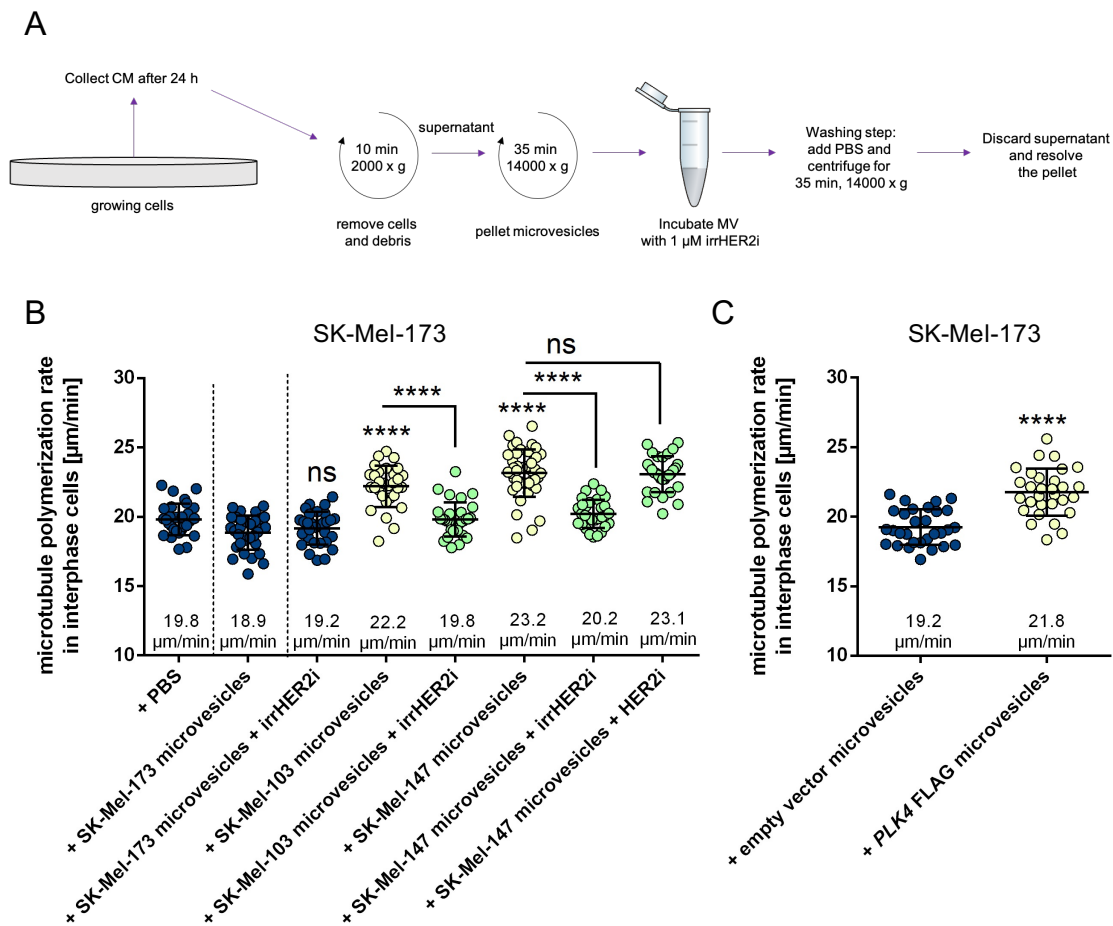 A
Collect CM after 24 h
growing cells
10 min
2000 x g
remove cells
and debris
supernatant
35 min
14000 x g
pellet microvesicles
Incubate MV
with 1 µM irrHER2i
Washing step:
add PBS and
centrifuge for
35 min, 14000 x g
Discard supernatant
and resolve
the pellet
B
SK-Mel-173
microtubule polymerization rate
in interphase cells [µm/min]
30
25
20
15
10
ns
****
****
****
****
ns
19.8
µm/min
18.9
µm/min
19.2
µm/min
22.2
µm/min
19.8
µm/min
23.2
µm/min
20.2
µm/min
23.1
µm/min
+ PBS
+ SK-Mel-173 microvesicles
+ SK-Mel-173 microvesicles + irrHER2i
+ SK-Mel-103 microvesicles
+ SK-Mel-103 microvesicles + irrHER2i
+ SK-Mel-147 microvesicles
+ SK-Mel-147 microvesicles + irrHER2i
+ SK-Mel-147 microvesicles + HER2i
C
SK-Mel-173
microtubule polymerization rate
in interphase cells [µm/min]
30
25
20
15
10
****
19.2
µm/min
21.8
µm/min
+ empty vector microvesicles
+ PLK4 FLAG microvesicles